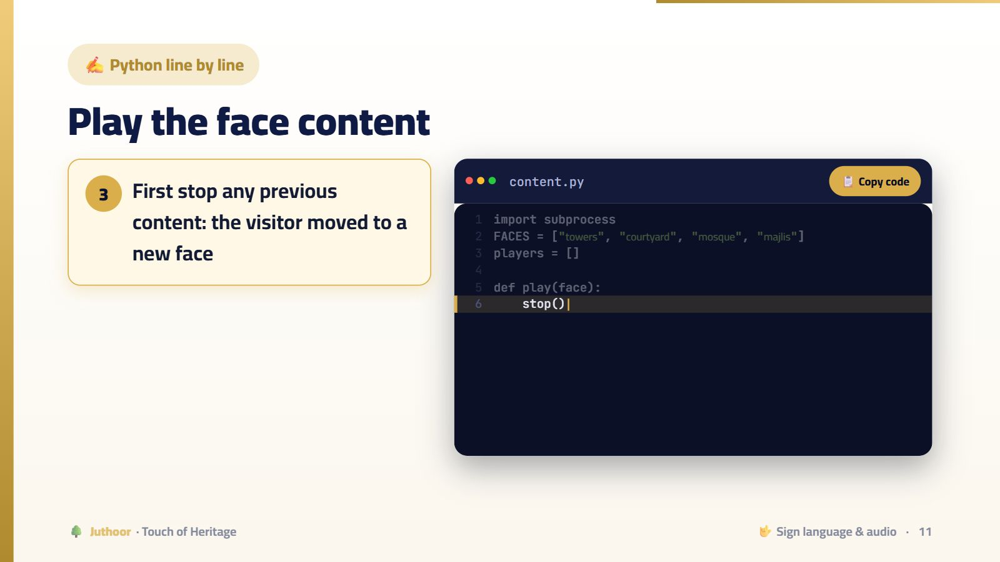 ✍️ Python line by line
Play the face content
3
First stop any previous
content: the visitor moved to a
new face
content.py
📋 Copy code
1 import subprocess
2 FACES = ["towers", "courtyard", "mosque", "majlis"]
3 players = []
4
5 def play(face):
6     stop()
🌳 Juthoor · Touch of Heritage
🤟 Sign language & audio · 11